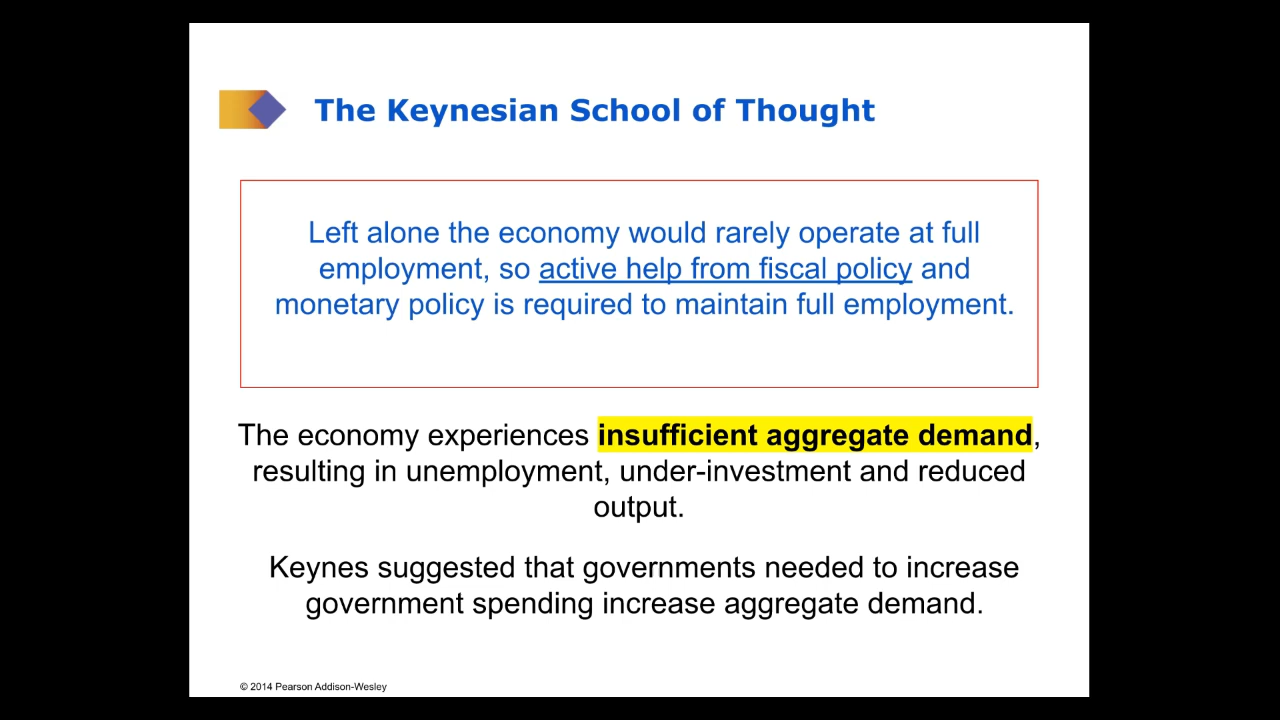 The Keynesian School of Thought
Left alone the economy would rarely operate at full
employment, so active help from fiscal policy and
monetary policy is required to maintain full employment.
The economy experiences insufficient aggregate demand,
resulting in unemployment, under-investment and reduced
output.
Keynes suggested that governments needed to increase
government spending increase aggregate demand.
© 2014 Pearson Addison-Wesley